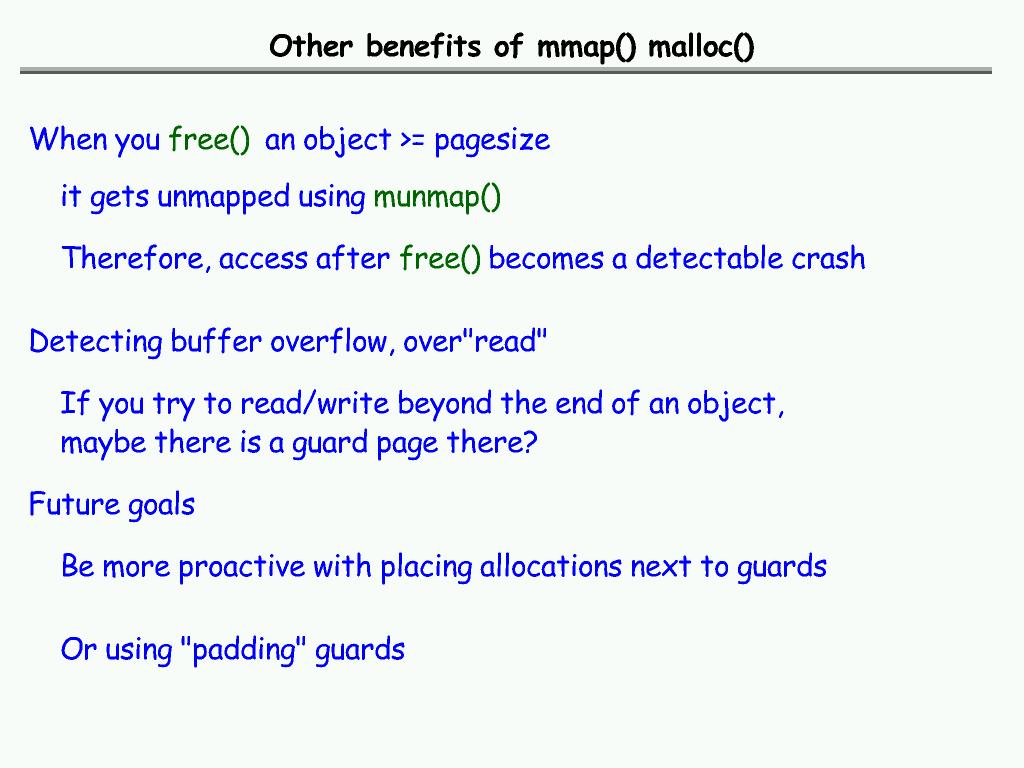 Other benefits of mmap() malloc()
When you free() an object >= pagesize
it gets unmapped using munmap()
Therefore, access after free() becomes a detectable crash
Detecting buffer overflow, over"read"
If you try to read/write beyond the end of an object,
maybe there is a guard page there?
Future goals
Be more proactive with placing allocations next to guards
Or using "padding" guards